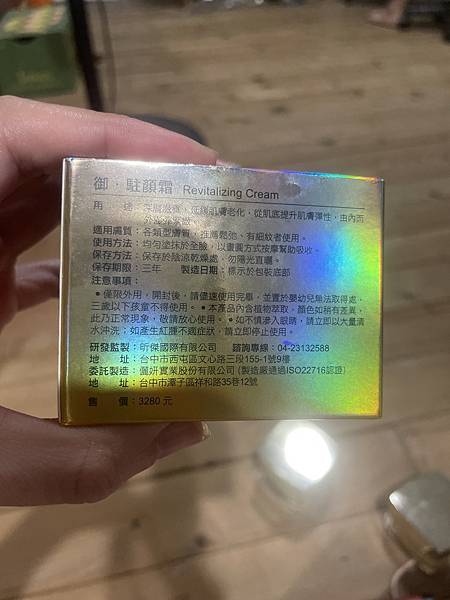 御．駐顏霜 Revitalizing Cream
用　　途：深層滋養，延緩肌膚老化，從肌底提升肌膚彈性，由內而
適用膚質：各類型膚質，推薦鬆弛、有細紋者使用。
使用方法：均勻塗抹於全臉，以畫義方式按摩幫助吸收。
保存方法：保存於陰涼乾燥處，勿陽光直曬。
保存期限：三年　製造日期：標示於包裝底部
注意事項：
•僅限外用，開封後，請儘速使用完畢，並置於嬰幼兒無法取得處，
三歲以下孩童不得使用。•本產品內含植物萃取，顏色如稍有差異，
此乃正常現象，敬請放心使用。•如不慎滲入眼睛，請立即以大量清
水沖洗；如產生紅腫不適症狀，請立即停止使用。
研發監製：昕傑國際有限公司　諮詢專線：04-23132588
地　　址：台中市西屯區文心路三段155-1號9樓
委託製造：儷妍實業股份有限公司（製造廠通過ISO22716認證）
地　　址：台中市潭子區祥和路35巷12號
售　　價：3280 元